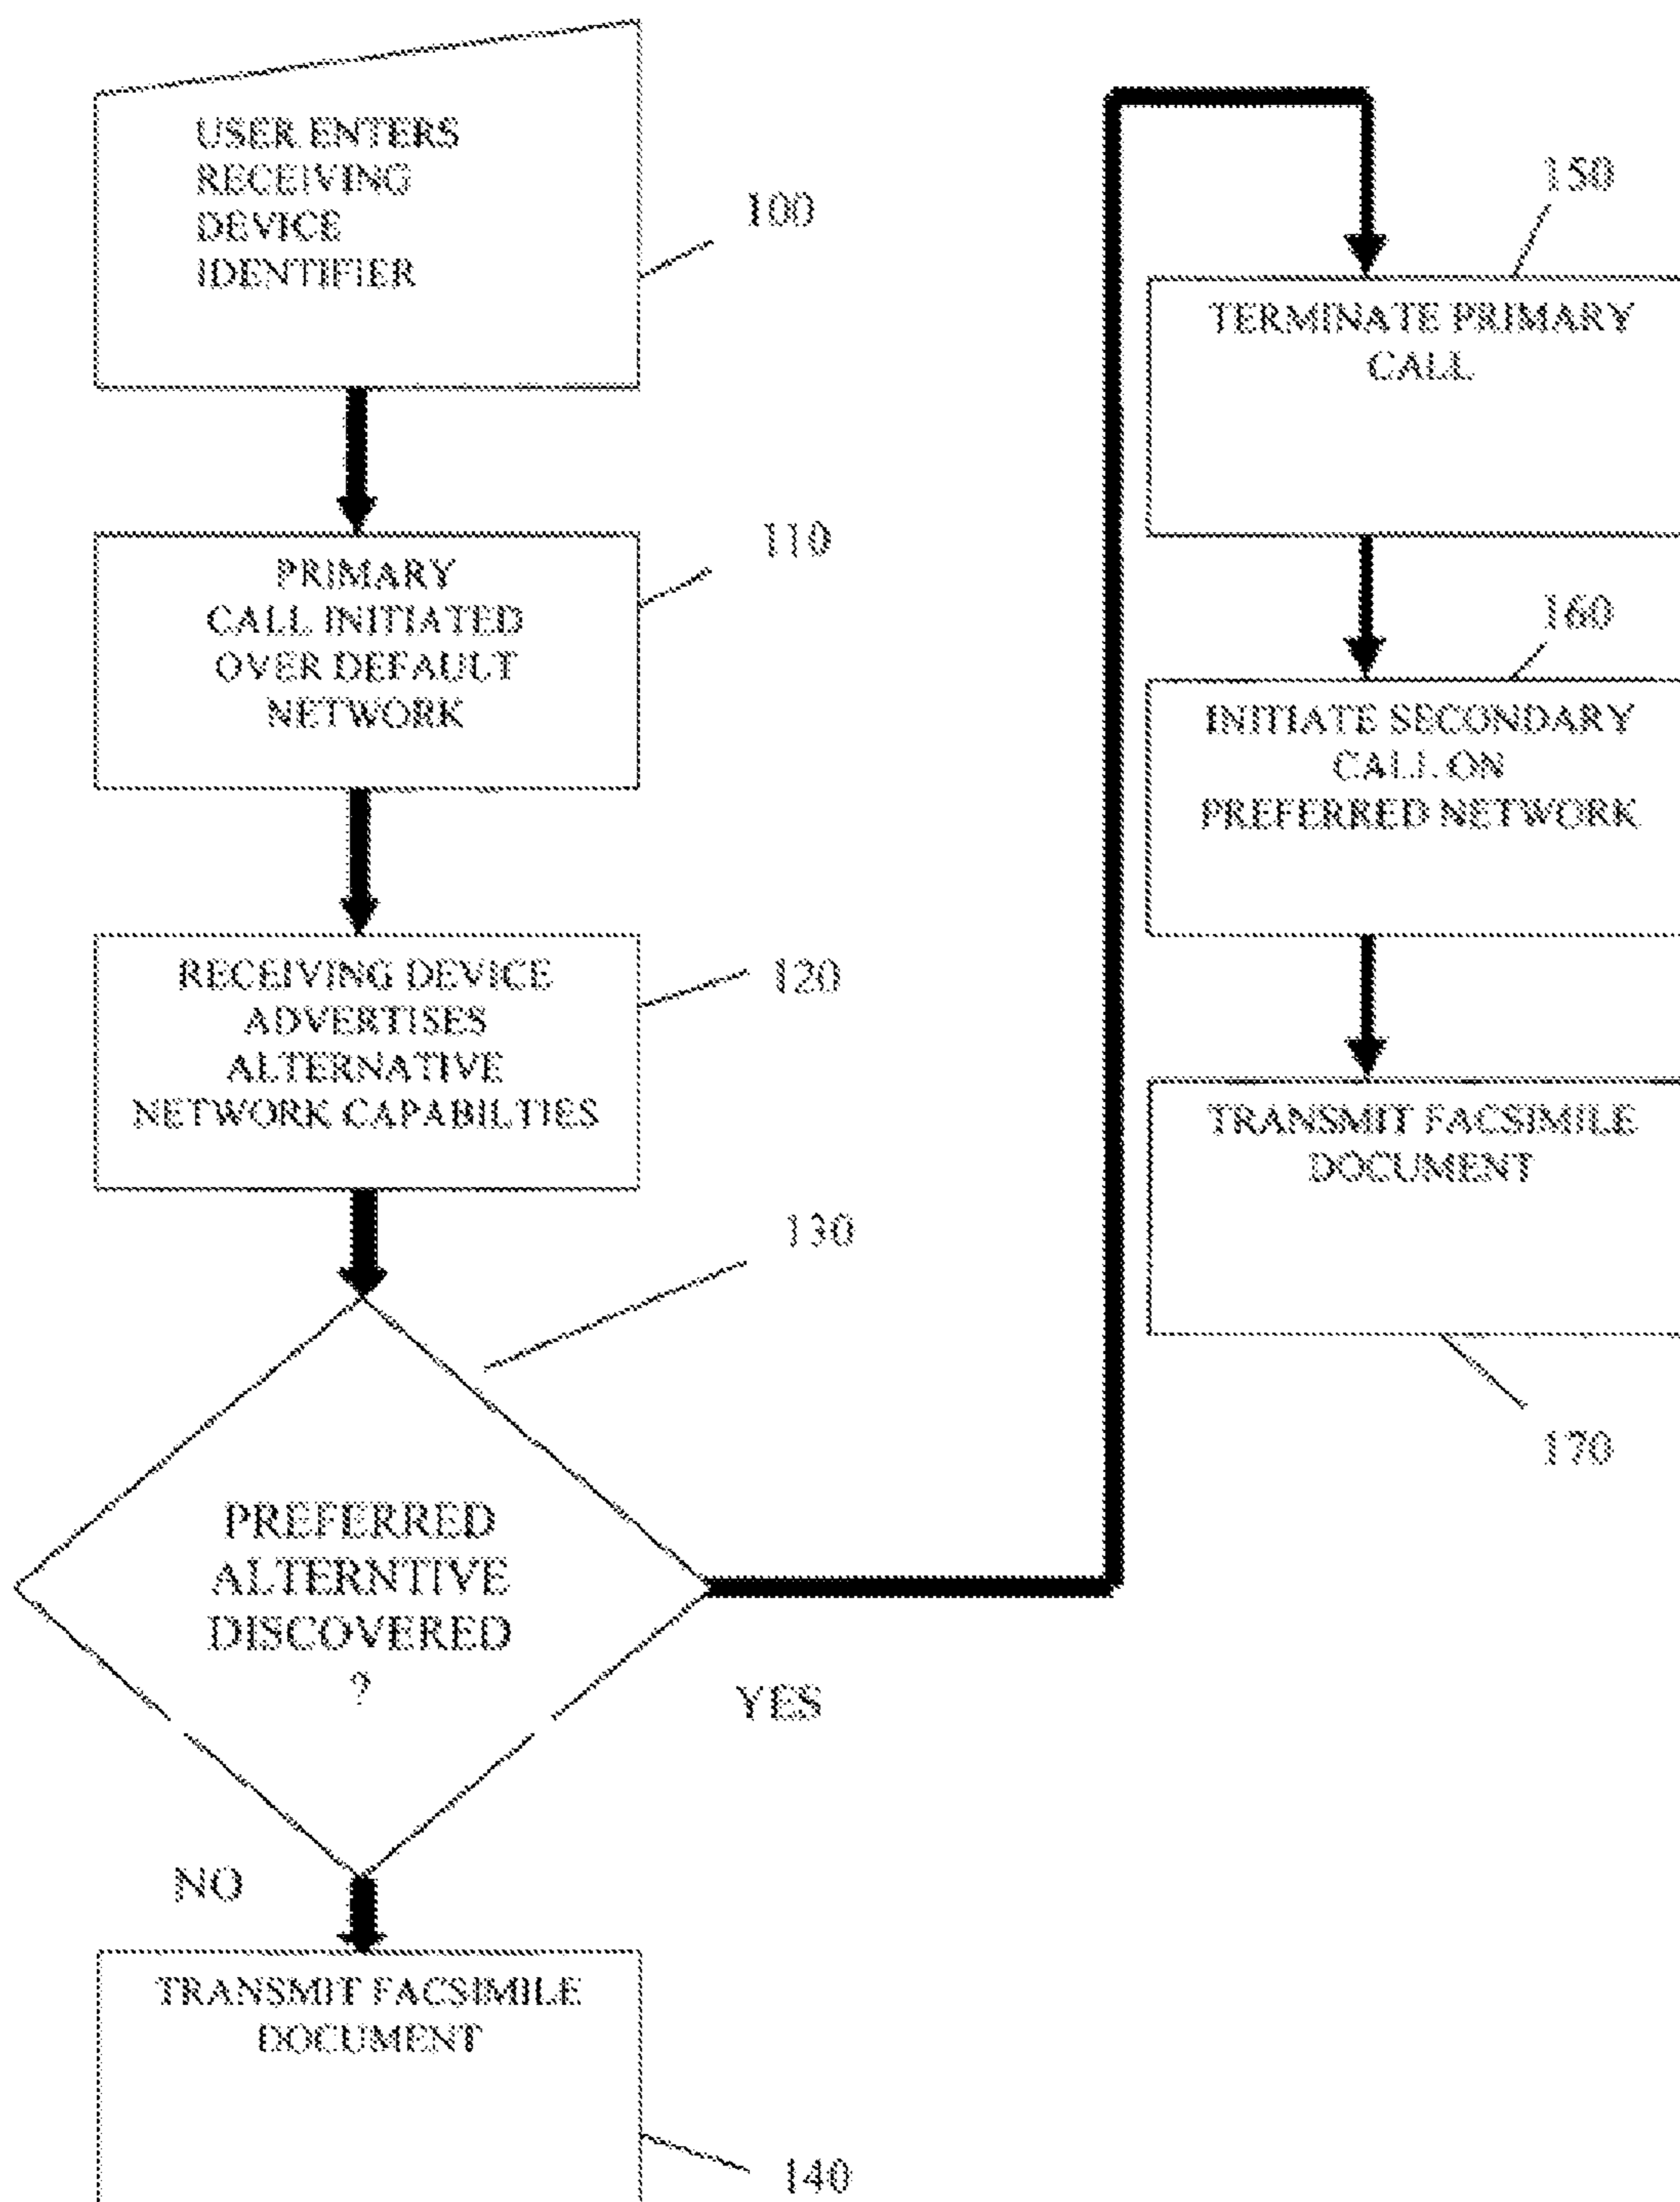 USER ENTERS
RECEIVING
DEVICE
IDENTIFIER
100
PRIMARY
CALL INITIATED
OVER DEFAULT
NETWORK
110
RECEIVING DEVICE
ADVERTISES
ALTERNATIVE
NETWORK CAPABILTIES
120
130
PREFERRED
ALTERNTIVE
DISCOVERED
?
YES
NO
TRANSMIT FACSIMILE
DOCUMENT
140
150
TERMINATE PRIMARY
CALL
160
INITIATE SECONDARY
CALL ON
PREFERRED NETWORK
TRANSMIT FACSIMILE
DOCUMENT
170